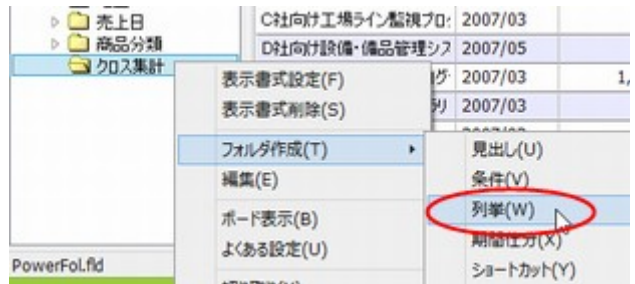 売上日
商品分類
クロス集計
C社向け工場ライン監視プロ 2007/03
D社向け設備・備品管理シス 2007/05
グ 2007/03 1,
リ 2007/03
表示書式設定(F)
表示書式削除(S)
フォルダ作成(T)
編集(E)
ボード表示(B)
よくある設定(U)
見出し(U)
条件(V)
列挙(W)
期間仕分(X)
ショートカット(Y)
PowerFol.fld